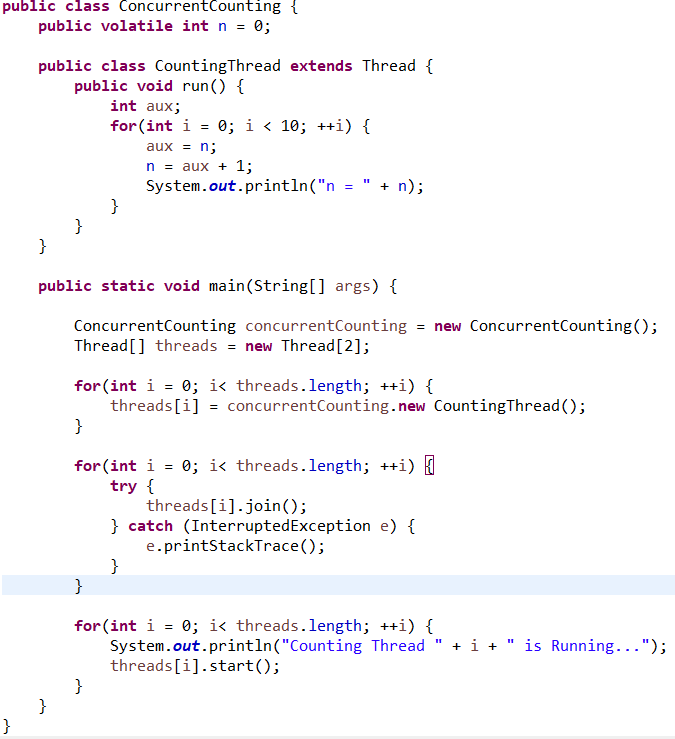 public class ConcurrentCounting {
    public volatile int n = 0;

    public class CountingThread extends Thread {
        public void run() {
            int aux;
            for(int i = 0; i < 10; ++i) {
                aux = n;
                n = aux + 1;
                System.out.println("n = " + n);
            }
        }
    }

    public static void main(String[] args) {

        ConcurrentCounting concurrentCounting = new ConcurrentCounting();
        Thread[] threads = new Thread[2];

        for(int i = 0; i< threads.length; ++i) {
            threads[i] = concurrentCounting.new CountingThread();
        }

        for(int i = 0; i< threads.length; ++i) {
            try {
                threads[i].join();
            } catch (InterruptedException e) {
                e.printStackTrace();
            }
        }

        for(int i = 0; i< threads.length; ++i) {
            System.out.println("Counting Thread " + i + " is Running...");
            threads[i].start();
        }
    }
}